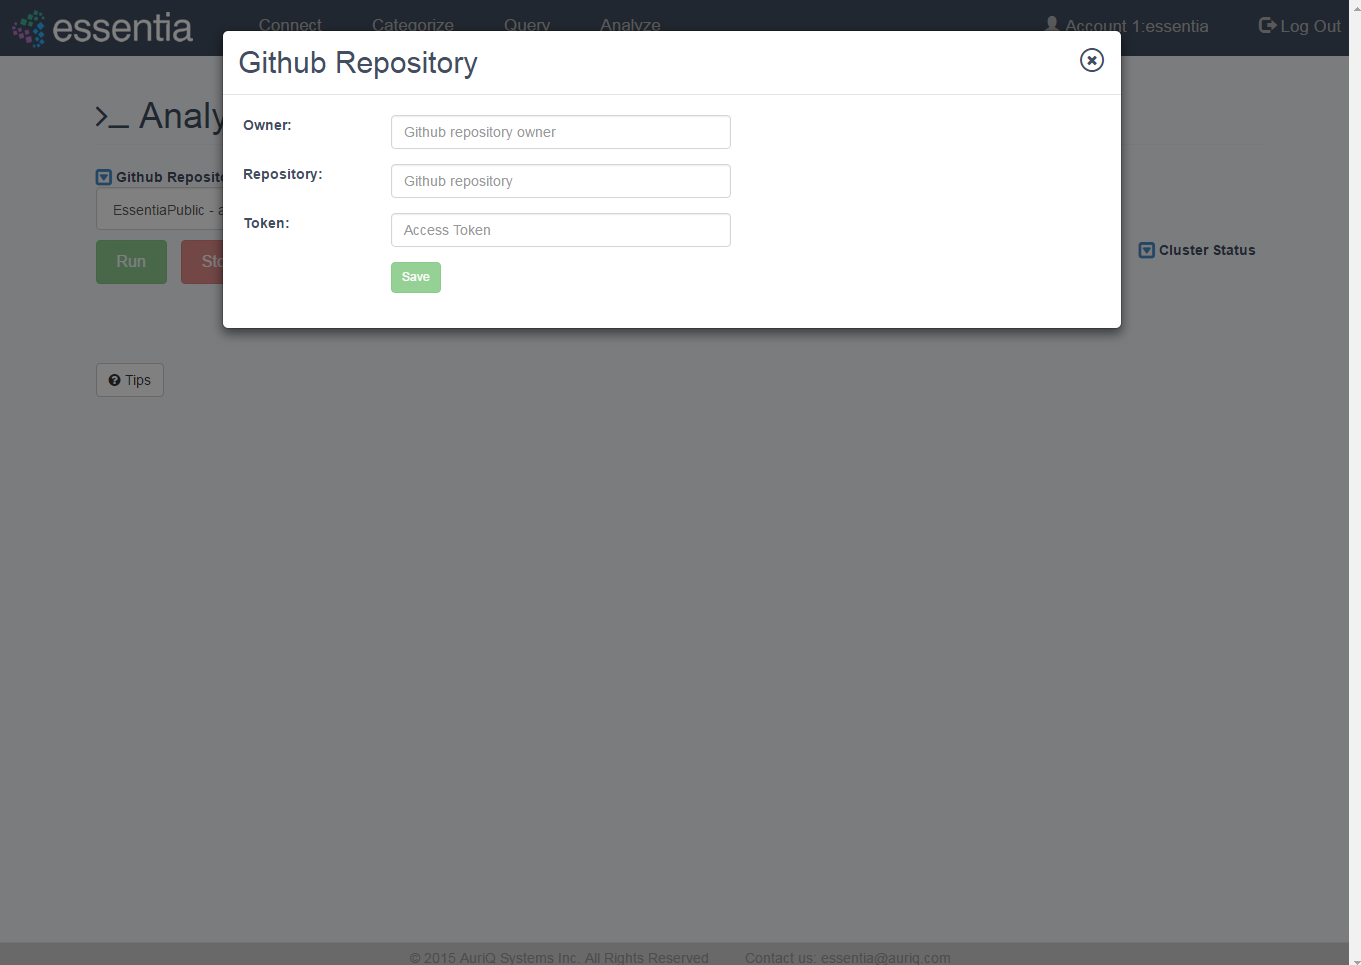 essentia Connect Categorize Query Analyze Account 1:essentia Log Out
Github Repository
>_ Analy
Owner: Github repository owner
Github Reposito
Repository: Github repository
EssentiaPublic - a
Token: Access Token
Run Sto
Cluster Status
Save
Tips
© 2015 AuriQ Systems Inc. All Rights Reserved Contact us: essentia@auriq.com